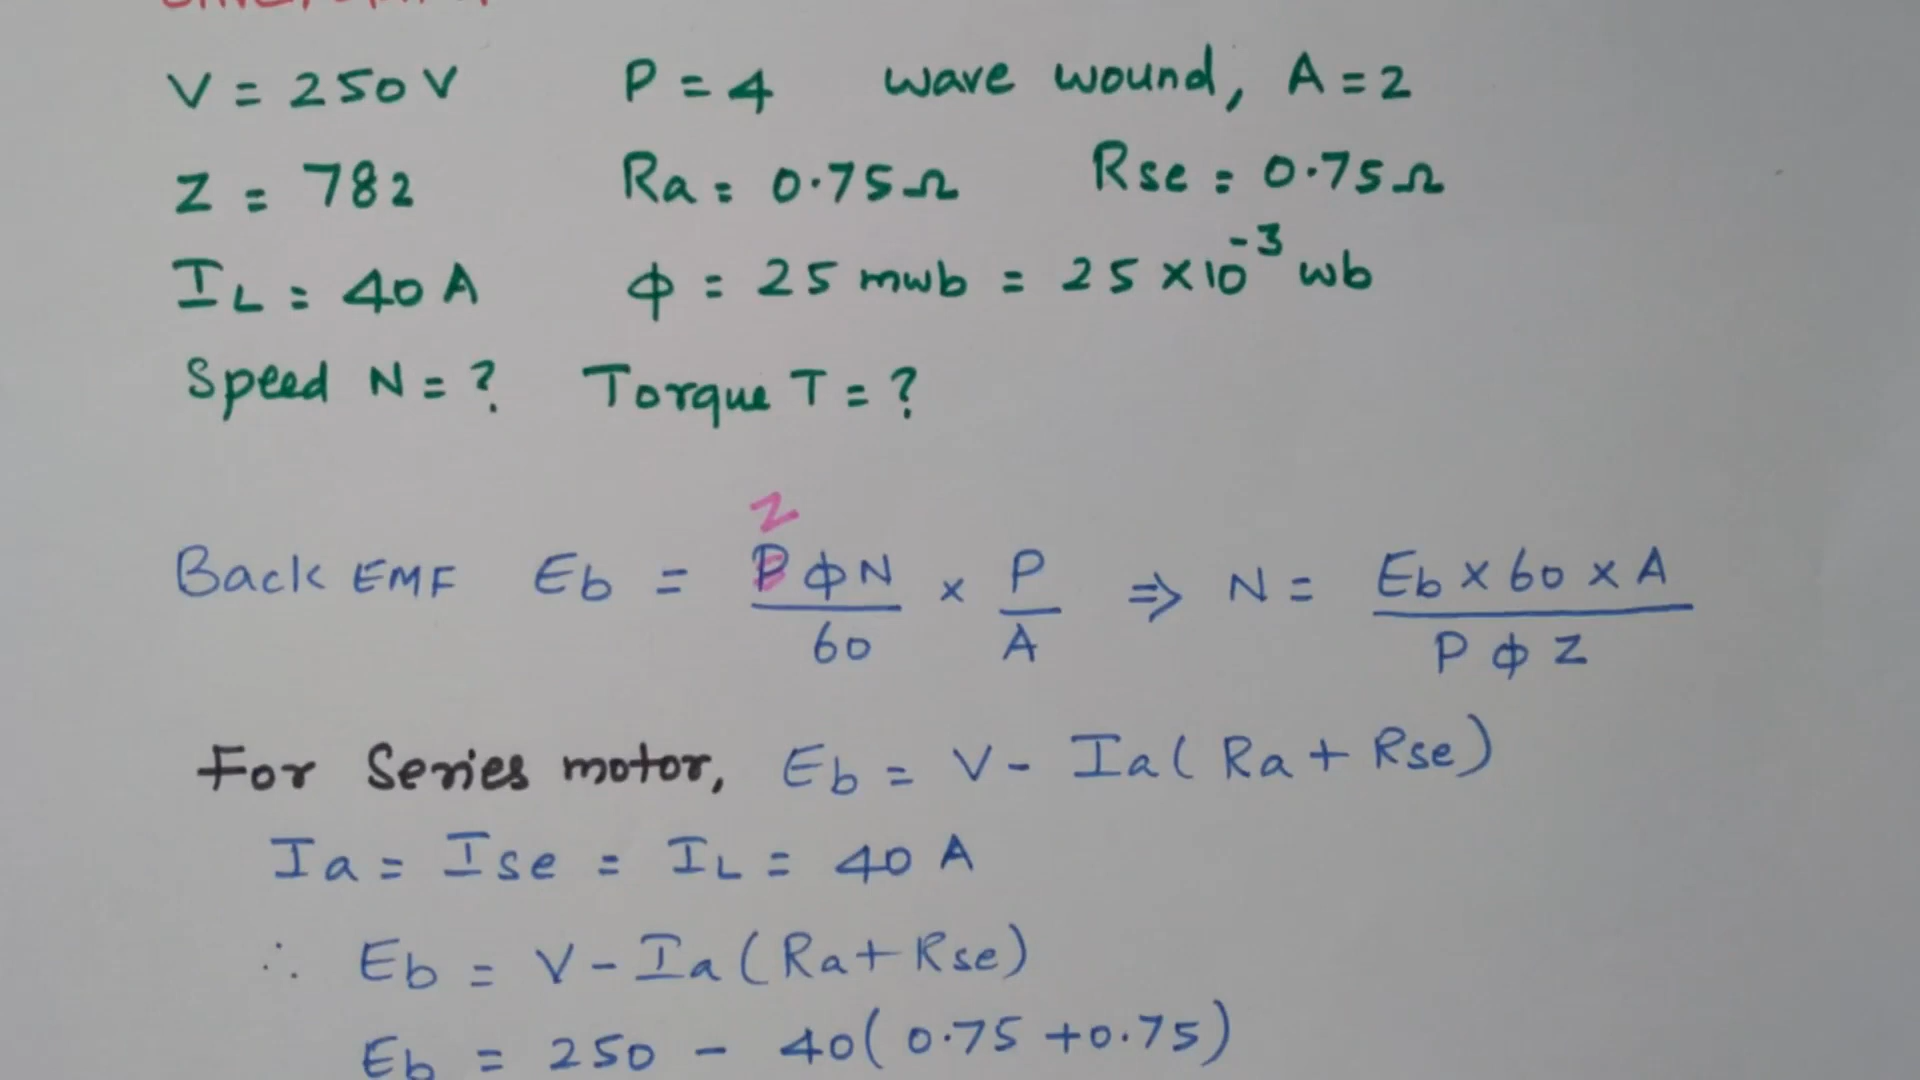 V = 250 V P = 4 wave wound, A = 2
Z = 782 Ra = 0.75 Ω Rse = 0.75 Ω
IL = 40 A ϕ = 25 mwb = 25 × 10⁻³ wb
Speed N = ? Torque T = ?
Back EMF Eb = ZϕN/60 × P/A ⇒ N = Eb × 60 × A / PϕZ
For Series motor, Eb = V - Ia ( Ra + Rse )
Ia = Ise = IL = 40 A
∴ Eb = V - Ia ( Ra + Rse )
Eb = 250 - 40 ( 0.75 + 0.75 )